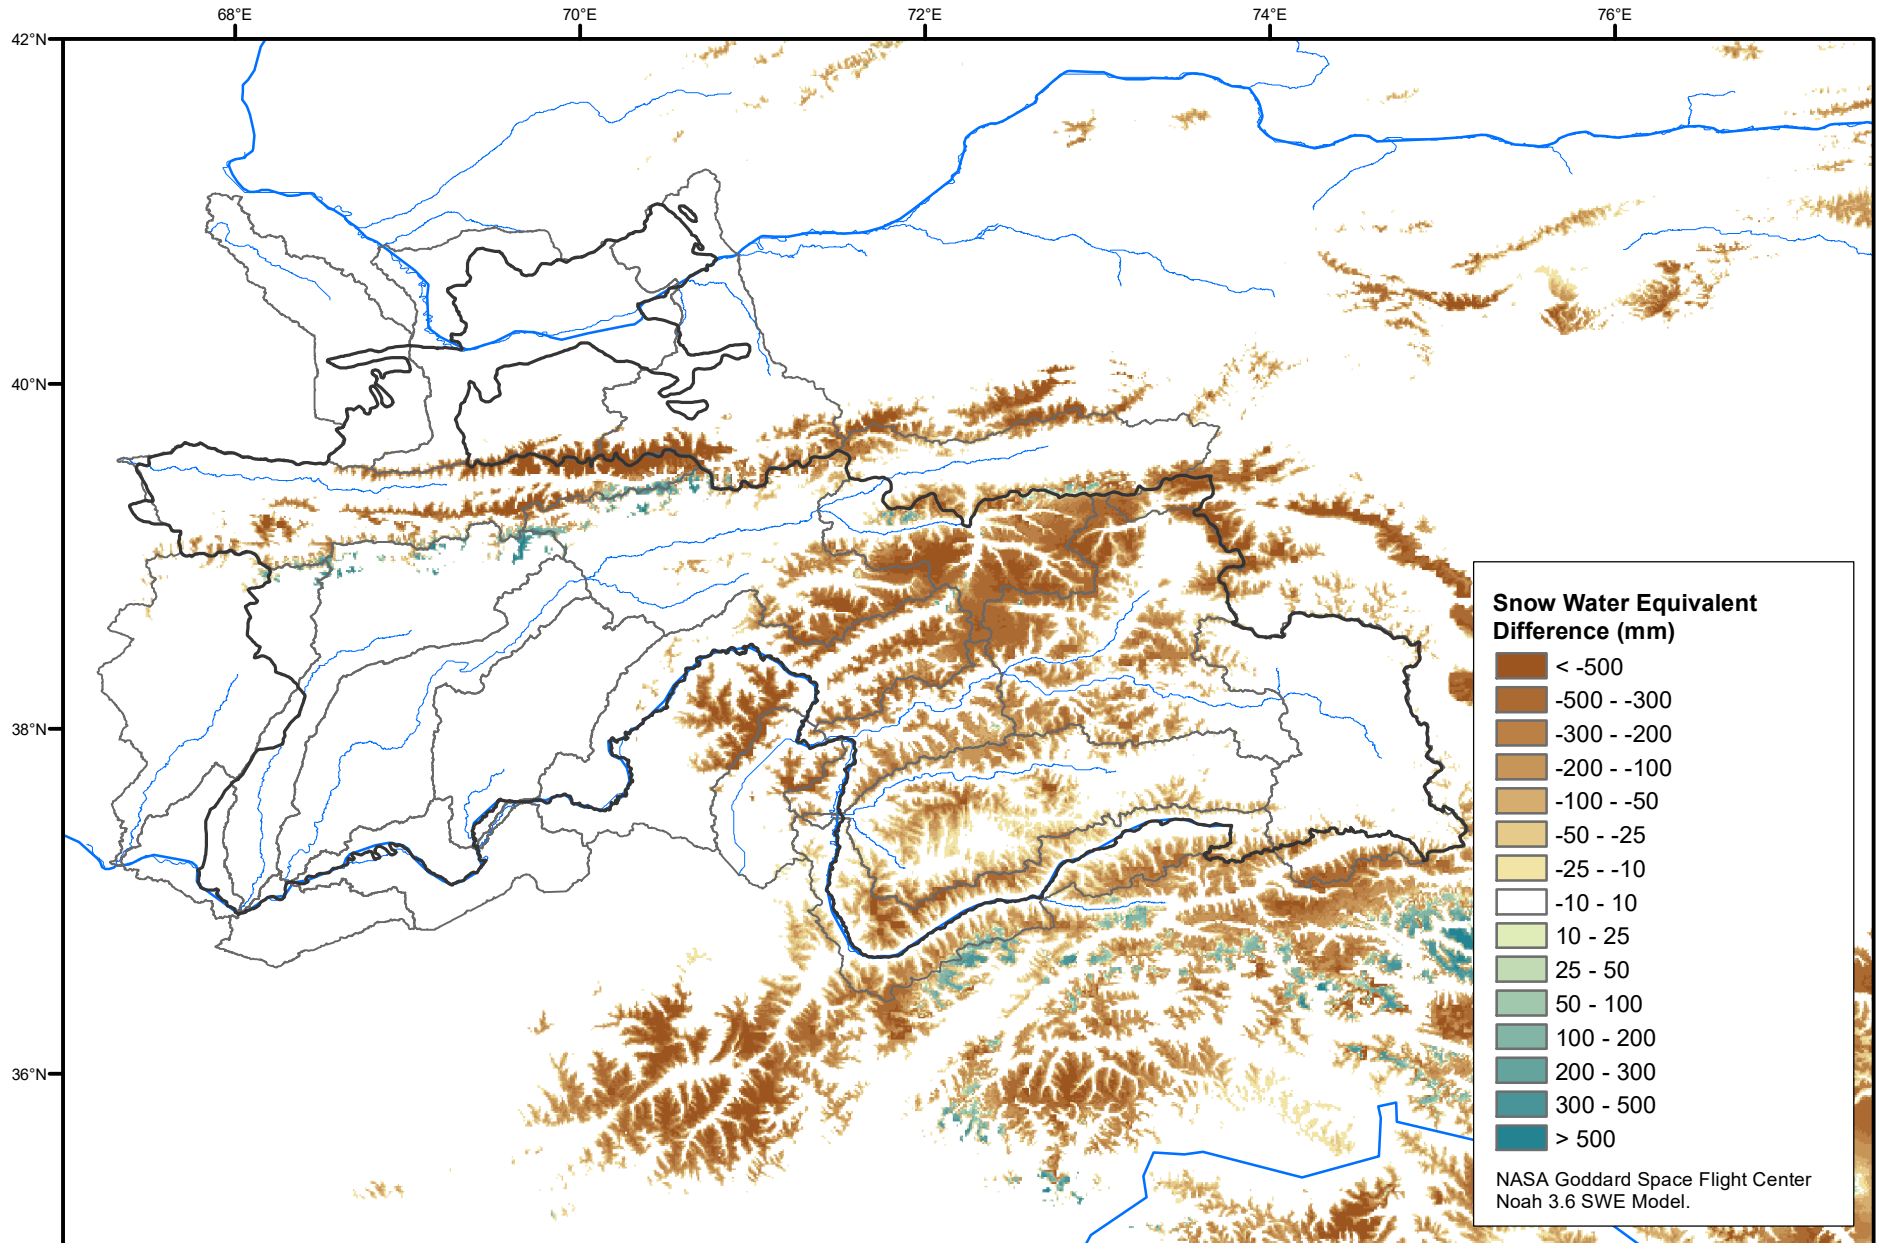 68°E 70°E 72°E 74°E 76°E
42°N
40°N
38°N
36°N
Snow Water Equivalent
Difference (mm)
< -500
-500 - -300
-300 - -200
-200 - -100
-100 - -50
-50 - -25
-25 - -10
-10 - 10
10 - 25
25 - 50
50 - 100
100 - 200
200 - 300
300 - 500
> 500
NASA Goddard Space Flight Center
Noah 3.6 SWE Model.